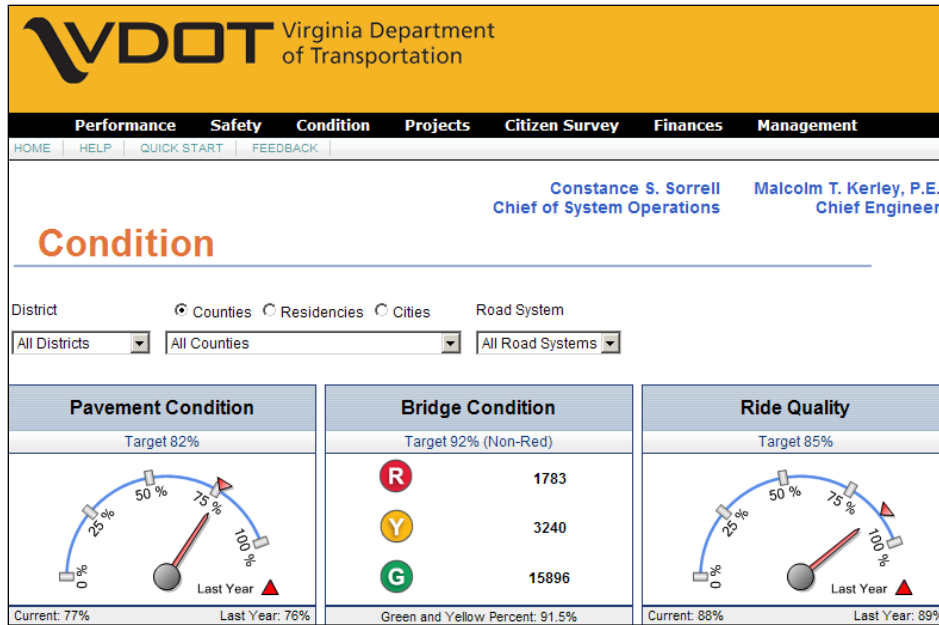 VDOT Virginia Department
of Transportation
Performance Safety Condition Projects Citizen Survey Finances Management
HOME HELP QUICK START FEEDBACK
Constance S. Sorrell Malcolm T. Kerley, P.E.
Chief of System Operations Chief Engineer
Condition
District Counties Residencies Cities Road System
All Districts All Counties All Road Systems
Pavement Condition
Target 82%
0 %
25 %
50 %
75 %
100 %
Last Year
Current: 77% Last Year: 76%
Bridge Condition
Target 92% (Non-Red)
R 1783
Y 3240
G 15896
Green and Yellow Percent: 91.5%
Ride Quality
Target 85%
0 %
25 %
50 %
75 %
100 %
Last Year
Current: 88% Last Year: 89%